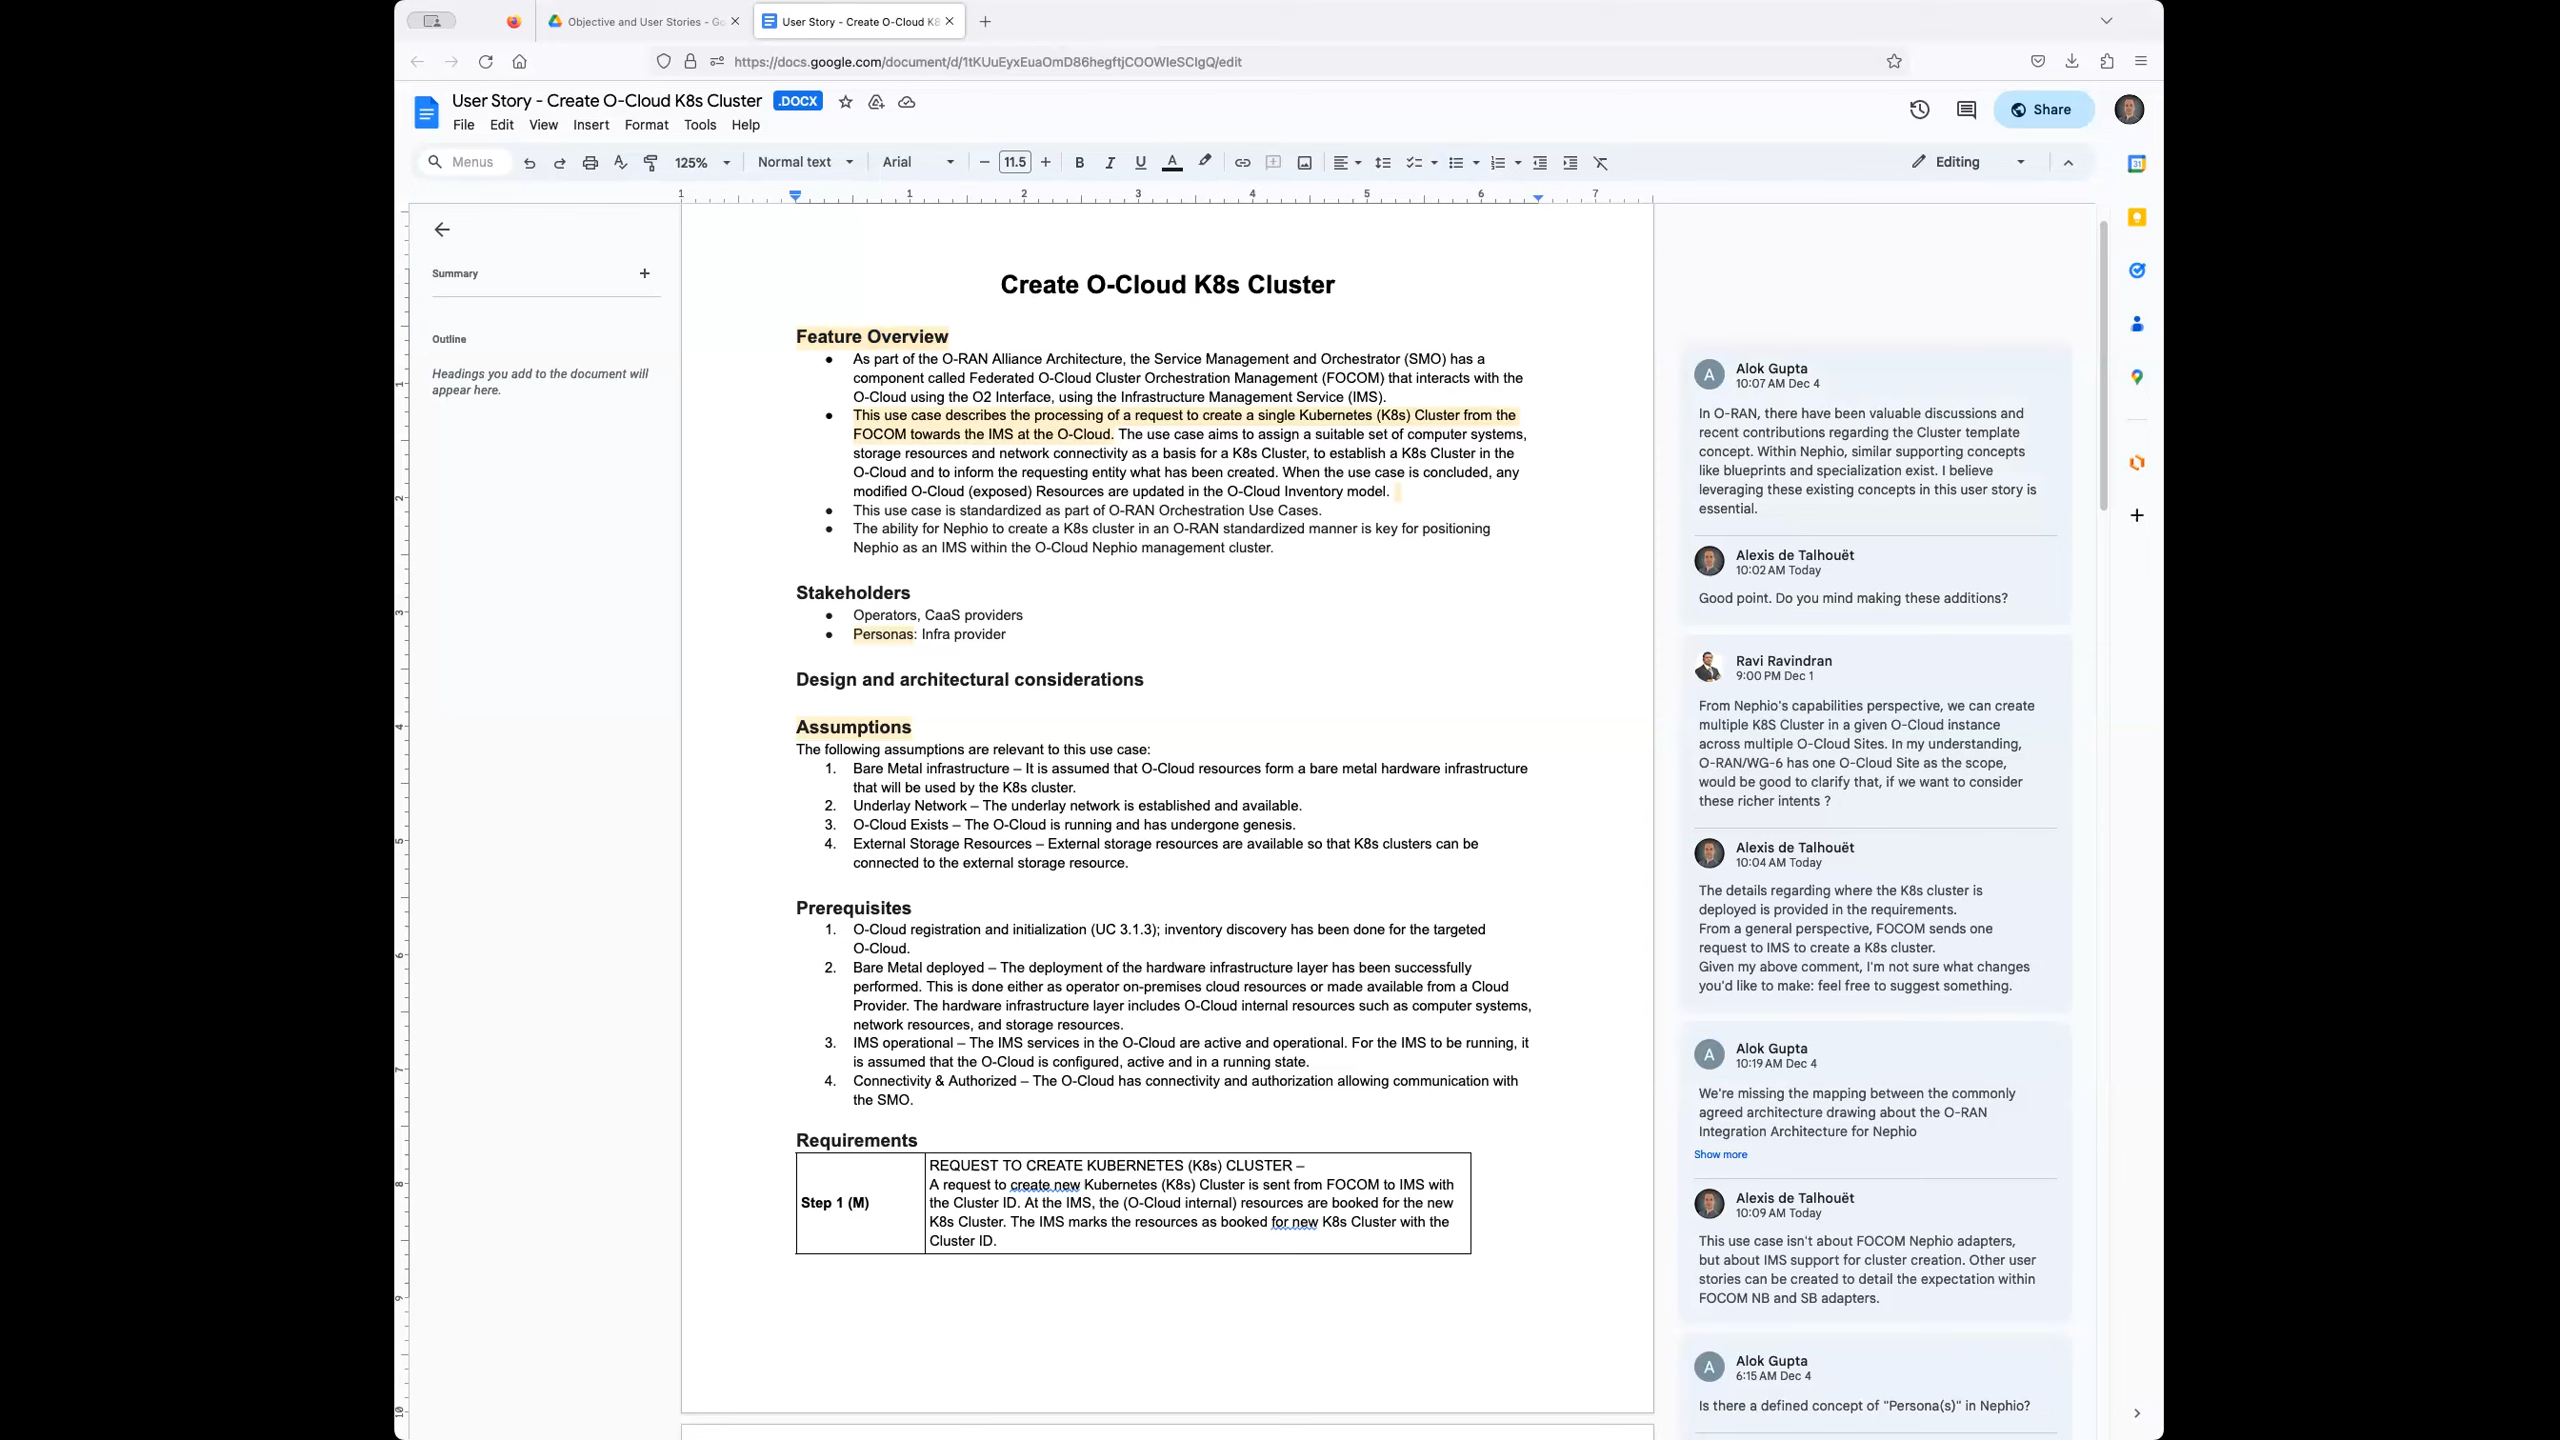 Objective and User Stories - Go
User Story - Create O-Cloud K8
https://docs.google.com/document/d/1tKUuEyxEuaOmD86hegftjCOOWIeSCIgQ/edit
User Story - Create O-Cloud K8s Cluster .DOCX
Share
File Edit View Insert Format Tools Help
Menus 125% Normal text Arial 11.5 Editing
1 1 2 3 4 5 6 7
Summary
Outline
Headings you add to the document will
appear here.
Create O-Cloud K8s Cluster
Feature Overview
● As part of the O-RAN Alliance Architecture, the Service Management and Orchestrator (SMO) has a
component called Federated O-Cloud Cluster Orchestration Management (FOCOM) that interacts with the
O-Cloud using the O2 Interface, using the Infrastructure Management Service (IMS).
● This use case describes the processing of a request to create a single Kubernetes (K8s) Cluster from the
FOCOM towards the IMS at the O-Cloud. The use case aims to assign a suitable set of computer systems,
storage resources and network connectivity as a basis for a K8s Cluster, to establish a K8s Cluster in the
O-Cloud and to inform the requesting entity what has been created. When the use case is concluded, any
modified O-Cloud (exposed) Resources are updated in the O-Cloud Inventory model.
● This use case is standardized as part of O-RAN Orchestration Use Cases.
● The ability for Nephio to create a K8s cluster in an O-RAN standardized manner is key for positioning
Nephio as an IMS within the O-Cloud Nephio management cluster.
Stakeholders
● Operators, CaaS providers
● Personas: Infra provider
Design and architectural considerations
Assumptions
The following assumptions are relevant to this use case:
1. Bare Metal infrastructure – It is assumed that O-Cloud resources form a bare metal hardware infrastructure
that will be used by the K8s cluster.
2. Underlay Network – The underlay network is established and available.
3. O-Cloud Exists – The O-Cloud is running and has undergone genesis.
4. External Storage Resources – External storage resources are available so that K8s clusters can be
connected to the external storage resource.
Prerequisites
1. O-Cloud registration and initialization (UC 3.1.3); inventory discovery has been done for the targeted
O-Cloud.
2. Bare Metal deployed – The deployment of the hardware infrastructure layer has been successfully
performed. This is done either as operator on-premises cloud resources or made available from a Cloud
Provider. The hardware infrastructure layer includes O-Cloud internal resources such as computer systems,
network resources, and storage resources.
3. IMS operational – The IMS services in the O-Cloud are active and operational. For the IMS to be running, it
is assumed that the O-Cloud is configured, active and in a running state.
4. Connectivity & Authorized – The O-Cloud has connectivity and authorization allowing communication with
the SMO.
Requirements
Step 1 (M)
REQUEST TO CREATE KUBERNETES (K8s) CLUSTER –
A request to create new Kubernetes (K8s) Cluster is sent from FOCOM to IMS with
the Cluster ID. At the IMS, the (O-Cloud internal) resources are booked for the new
K8s Cluster. The IMS marks the resources as booked for new K8s Cluster with the
Cluster ID.
A
Alok Gupta
10:07 AM Dec 4
In O-RAN, there have been valuable discussions and
recent contributions regarding the Cluster template
concept. Within Nephio, similar supporting concepts
like blueprints and specialization exist. I believe
leveraging these existing concepts in this user story is
essential.
Alexis de Talhouët
10:02 AM Today
Good point. Do you mind making these additions?
Ravi Ravindran
9:00 PM Dec 1
From Nephio's capabilities perspective, we can create
multiple K8S Cluster in a given O-Cloud instance
across multiple O-Cloud Sites. In my understanding,
O-RAN/WG-6 has one O-Cloud Site as the scope,
would be good to clarify that, if we want to consider
these richer intents ?
Alexis de Talhouët
10:04 AM Today
The details regarding where the K8s cluster is
deployed is provided in the requirements.
From a general perspective, FOCOM sends one
request to IMS to create a K8s cluster.
Given my above comment, I'm not sure what changes
you'd like to make: feel free to suggest something.
A
Alok Gupta
10:19 AM Dec 4
We're missing the mapping between the commonly
agreed architecture drawing about the O-RAN
Integration Architecture for Nephio
Show more
Alexis de Talhouët
10:09 AM Today
This use case isn't about FOCOM Nephio adapters,
but about IMS support for cluster creation. Other user
stories can be created to detail the expectation within
FOCOM NB and SB adapters.
A
Alok Gupta
6:15 AM Dec 4
Is there a defined concept of "Persona(s)" in Nephio?
31
1
2
3
4
5
6
7
8
9
10